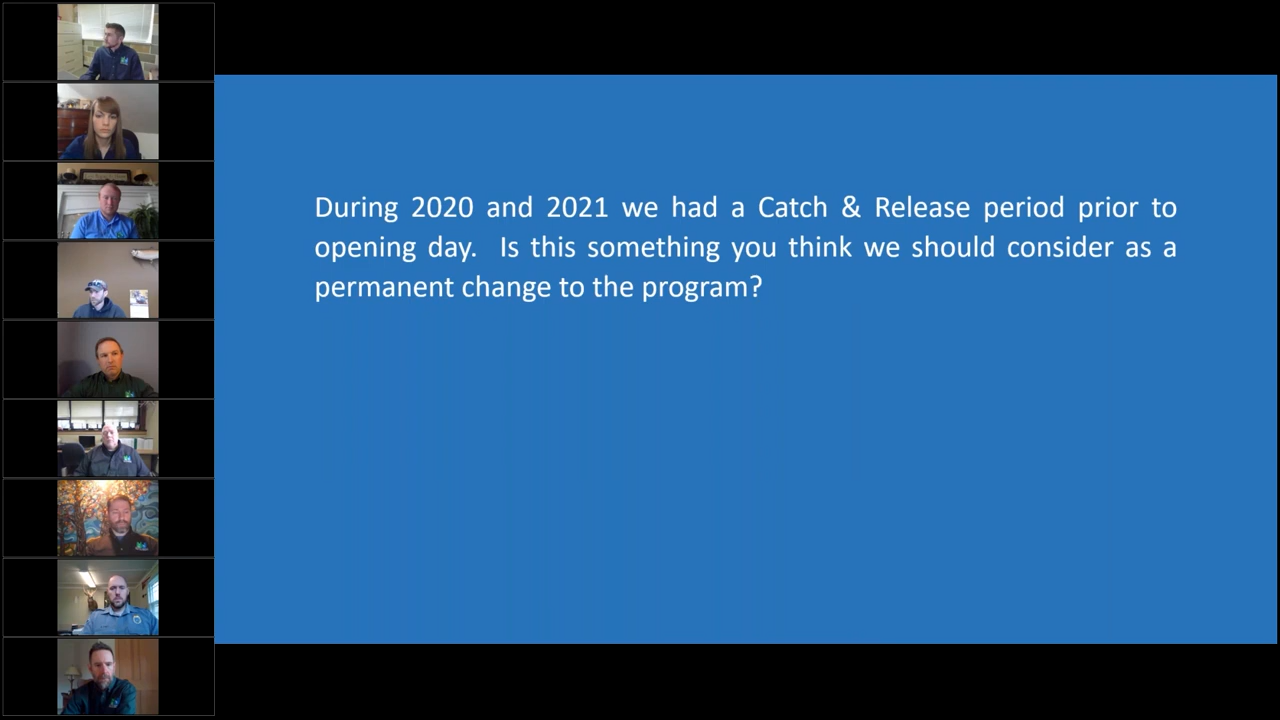 During 2020 and 2021 we had a Catch & Release period prior to
opening day. Is this something you think we should consider as a
permanent change to the program?